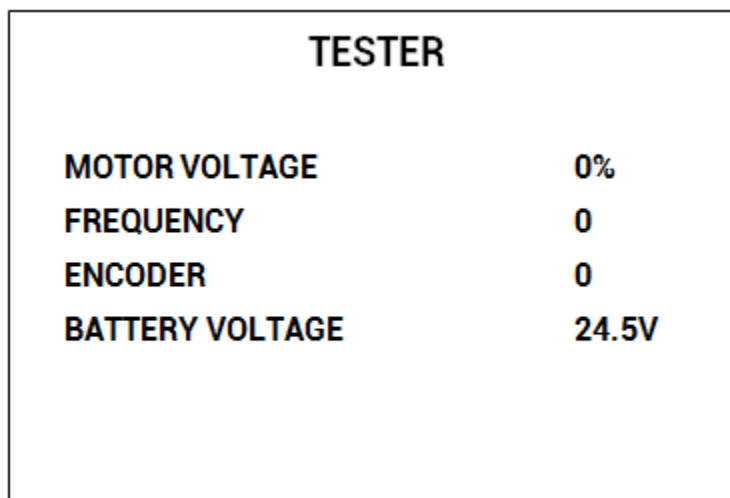 TESTER
MOTOR VOLTAGE 0%
FREQUENCY 0
ENCODER 0
BATTERY VOLTAGE 24.5V